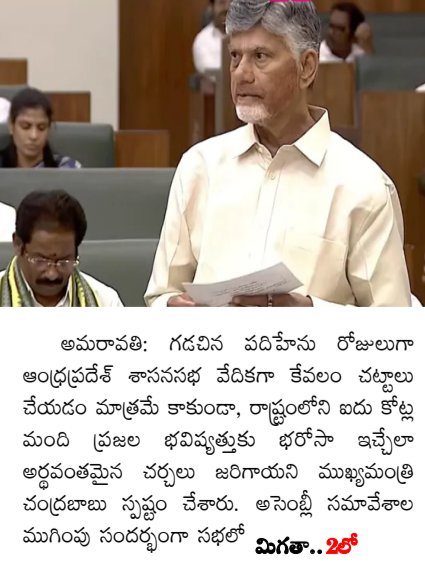 అమరావతి: గడచిన పదిహేను రోజులుగా
ఆంధ్రప్రదేశ్ శాసనసభ వేదికగా కేవలం చట్టాలు
చేయడం మాత్రమే కాకుండా, రాష్ట్రంలోని ఐదు కోట్ల
మంది ప్రజల భవిష్యత్తుకు భరోసా ఇచ్చేలా
అర్థవంతమైన చర్చలు జరిగాయని ముఖ్యమంత్రి
చంద్రబాబు స్పష్టం చేశారు. అసెంబ్లీ సమావేశాల
ముగింపు సందర్భంగా సభలో మిగతా.. 2లో